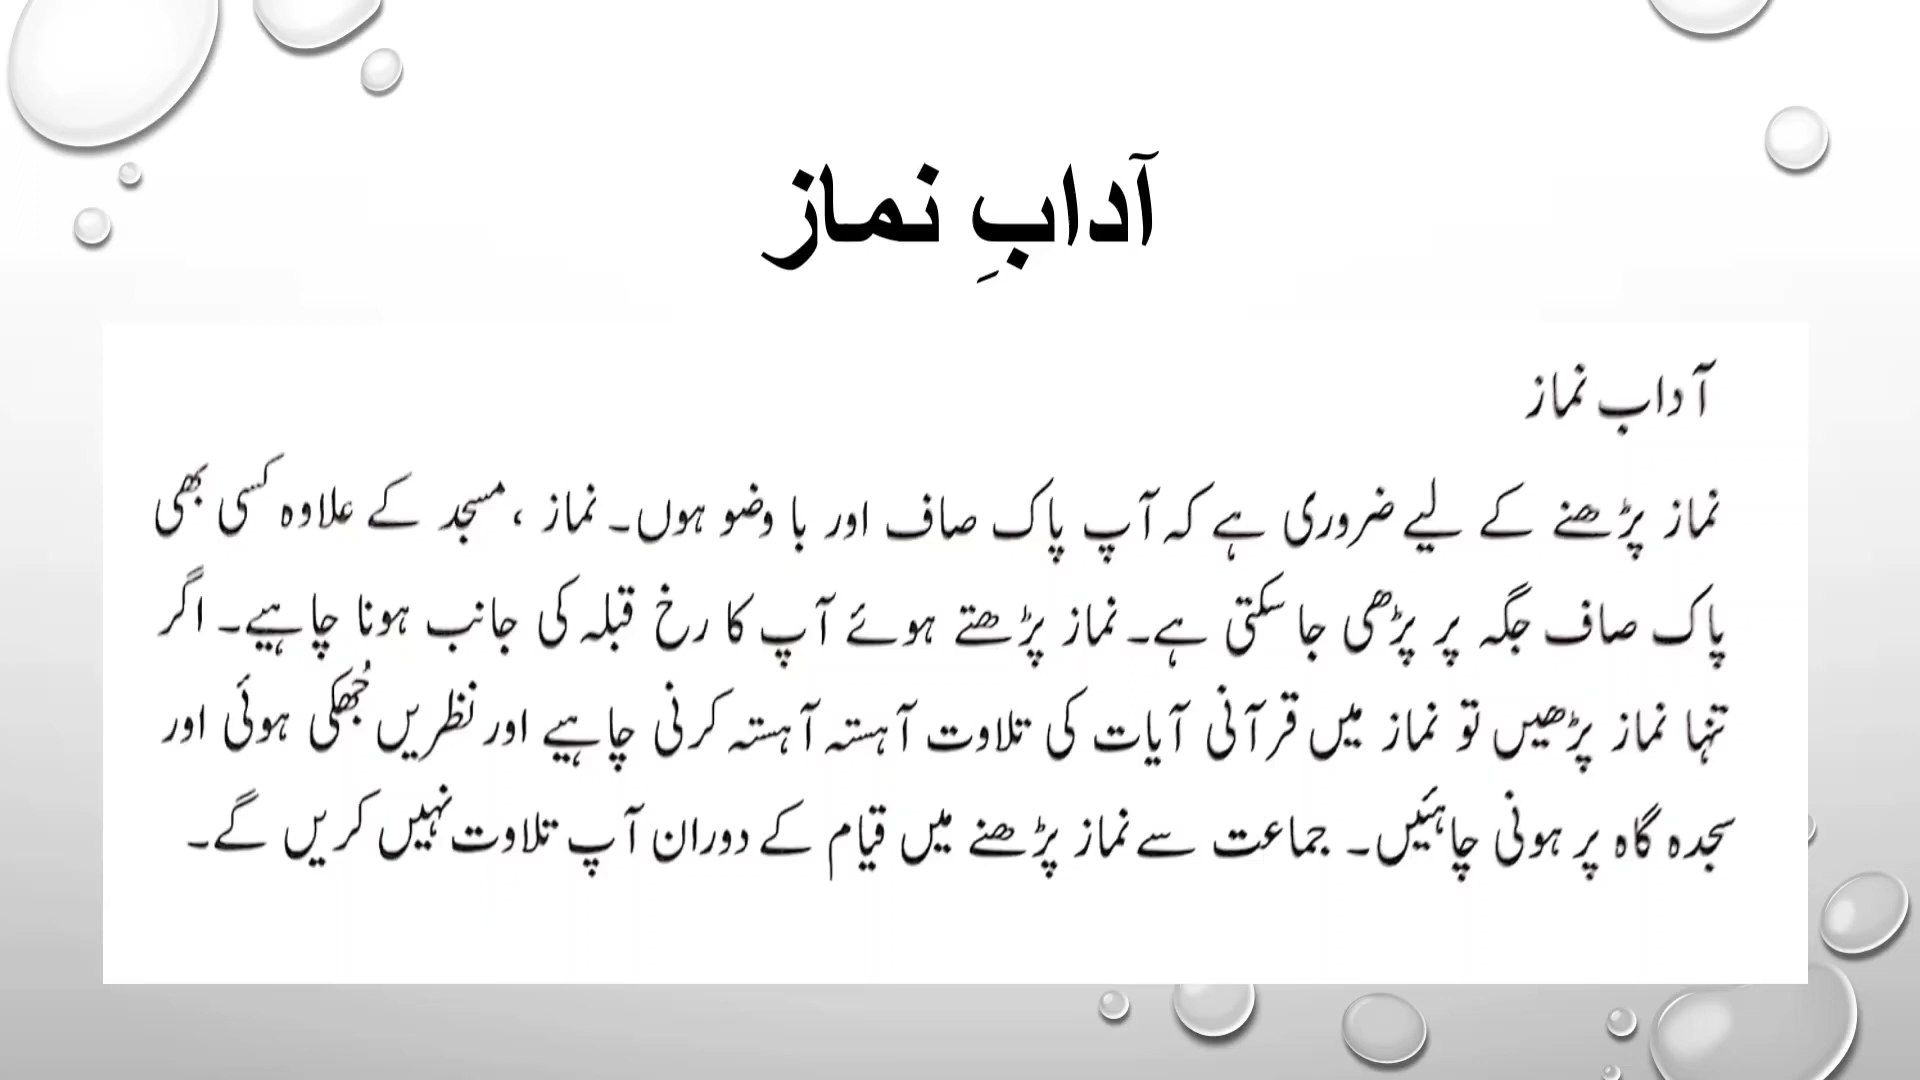 آدابِ نماز
آداب نماز
نماز پڑھنے کے لیے ضروری ہے کہ آپ پاک صاف اور با وضو ہوں۔ نماز ، مسجد کے علاوہ کسی بھی
پاک صاف جگہ پر پڑھی جا سکتی ہے۔ نماز پڑھتے ہوئے آپ کا رخ قبلہ کی جانب ہونا چاہیے۔ اگر
تنہا نماز پڑھیں تو نماز میں قرآنی آیات کی تلاوت آہستہ آہستہ کرنی چاہیے اور نظریں جُھکی ہوئی اور
سجدہ گاہ پر ہونی چاہئیں۔ جماعت سے نماز پڑھنے میں قیام کے دوران آپ تلاوت نہیں کریں گے۔